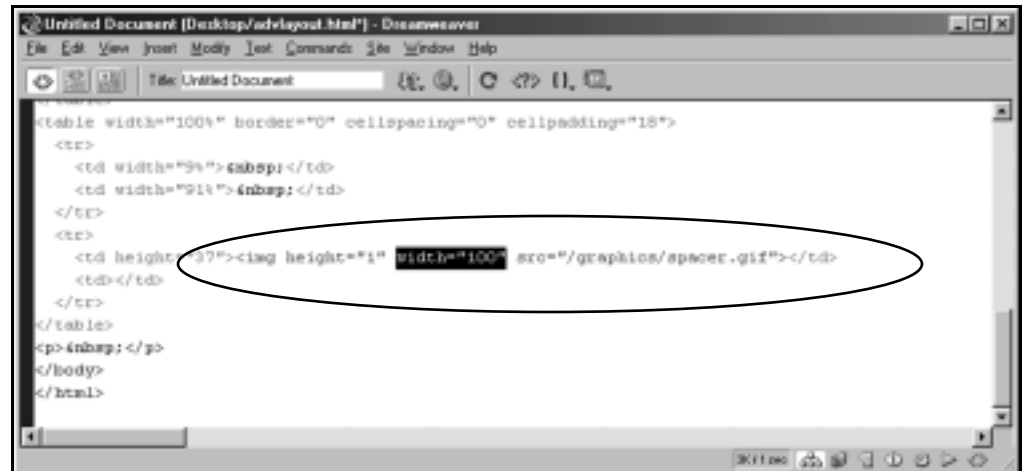 Untitled Document (Desktop/advlayout.html*) - Dreamweaver
File Edit View Insert Modify Text Commands Site Window Help
Title: Untitled Document
<table width="100%" border="0" cellspacing="0" cellpadding="18">
<tr>
<td width="9%">&nbsp;</td>
<td width="91%">&nbsp;</td>
</tr>
<tr>
<td height="37"><img height="1" width="100" src="/graphics/spacer.gif"></td>
<td></td>
</tr>
</table>
<p>&nbsp;</p>
</body>
</html>